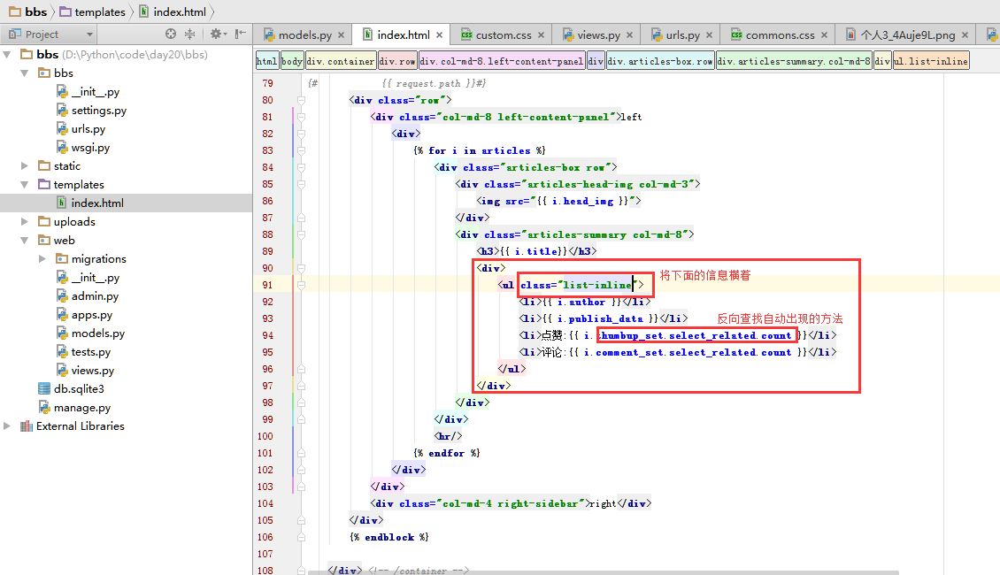 bbs templates index.html
Project
models.py index.html custom.css views.py urls.py commons.css 个人3_4Auje9L.png
bbs (D:\Python\code\day20\bbs)
bbs
__init__.py
settings.py
urls.py
wsgi.py
static
templates
index.html
uploads
web
migrations
__init__.py
admin.py
apps.py
models.py
tests.py
views.py
db.sqlite3
manage.py
External Libraries
html body div.container div.row div.col-md-8.left-content-panel div div.articles-box.row div.articles-summary.col-md-8 div ul.list-inline
79 {# {{ request.path }}#}
80 <div class="row">
81 <div class="col-md-8 left-content-panel">left
82 <div>
83 {% for i in articles %}
84 <div class="articles-box row">
85 <div class="articles-head-img col-md-3">
86 <img src="{{ i.head_img }}">
87 </div>
88 <div class="articles-summary col-md-8">
89 <h3>{{ i.title}}</h3>
90 <div>
91 <ul class="list-inline"> 将下面的信息横着
92 <li>{{ i.author }}</li>
93 <li>{{ i.publish_data }}</li> 反向查找自动出现的方法
94 <li>点赞:{{ i.thumbup_set.select_related.count }}</li>
95 <li>评论:{{ i.comment_set.select_related.count }}</li>
96 </ul>
97 </div>
98 </div>
99 </div>
100 <hr/>
101 {% endfor %}
102 </div>
103 </div>
104 <div class="col-md-4 right-sidebar">right</div>
105 </div>
106 {% endblock %}
107
108 </div> <!-- /container -->